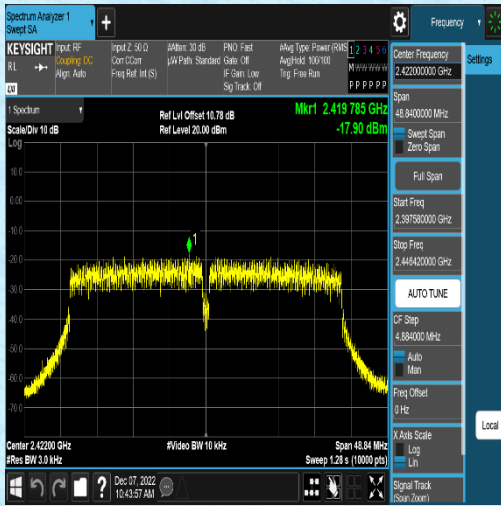 Spectrum Analyzer 1
Swept SA
+
Frequency
KEYSIGHT
Input: RF
Input Z: 50 Ω
#Atten: 30 dB
PNO: Fast
#Avg Type: Power (RMS
1 2 3 4 5 6
RL
Coupling: DC
Corr CCorr
µW Path: Standard
Gate: Off
Avg|Hold: 100/100
M W W W W W
Align: Auto
Freq Ref: Int (S)
IF Gain: Low
Trig: Free Run
P P P P P P
Sig Track: Off
LXI
1 Spectrum
Ref Lvl Offset 10.78 dB
Mkr1 2.419 785 GHz
Scale/Div 10 dB
Ref Level 20.00 dBm
-17.90 dBm
Log
1
10.0
0.00
-10.0
-20.0
-30.0
-40.0
-50.0
-60.0
-70.0
Center 2.42200 GHz
#Video BW 10 kHz
Span 48.84 MHz
#Res BW 3.0 kHz
Sweep 1.28 s (10000 pts)
?
Dec 07, 2022
10:43:57 AM
Center Frequency
2.422000000 GHz
Settings
Span
48.8400000 MHz
Swept Span
Zero Span
Full Span
Start Freq
2.397580000 GHz
Stop Freq
2.446420000 GHz
AUTO TUNE
CF Step
4.884000 MHz
Auto
Man
Freq Offset
0 Hz
X Axis Scale
Log
Lin
Local
Signal Track
(Span Zoom)